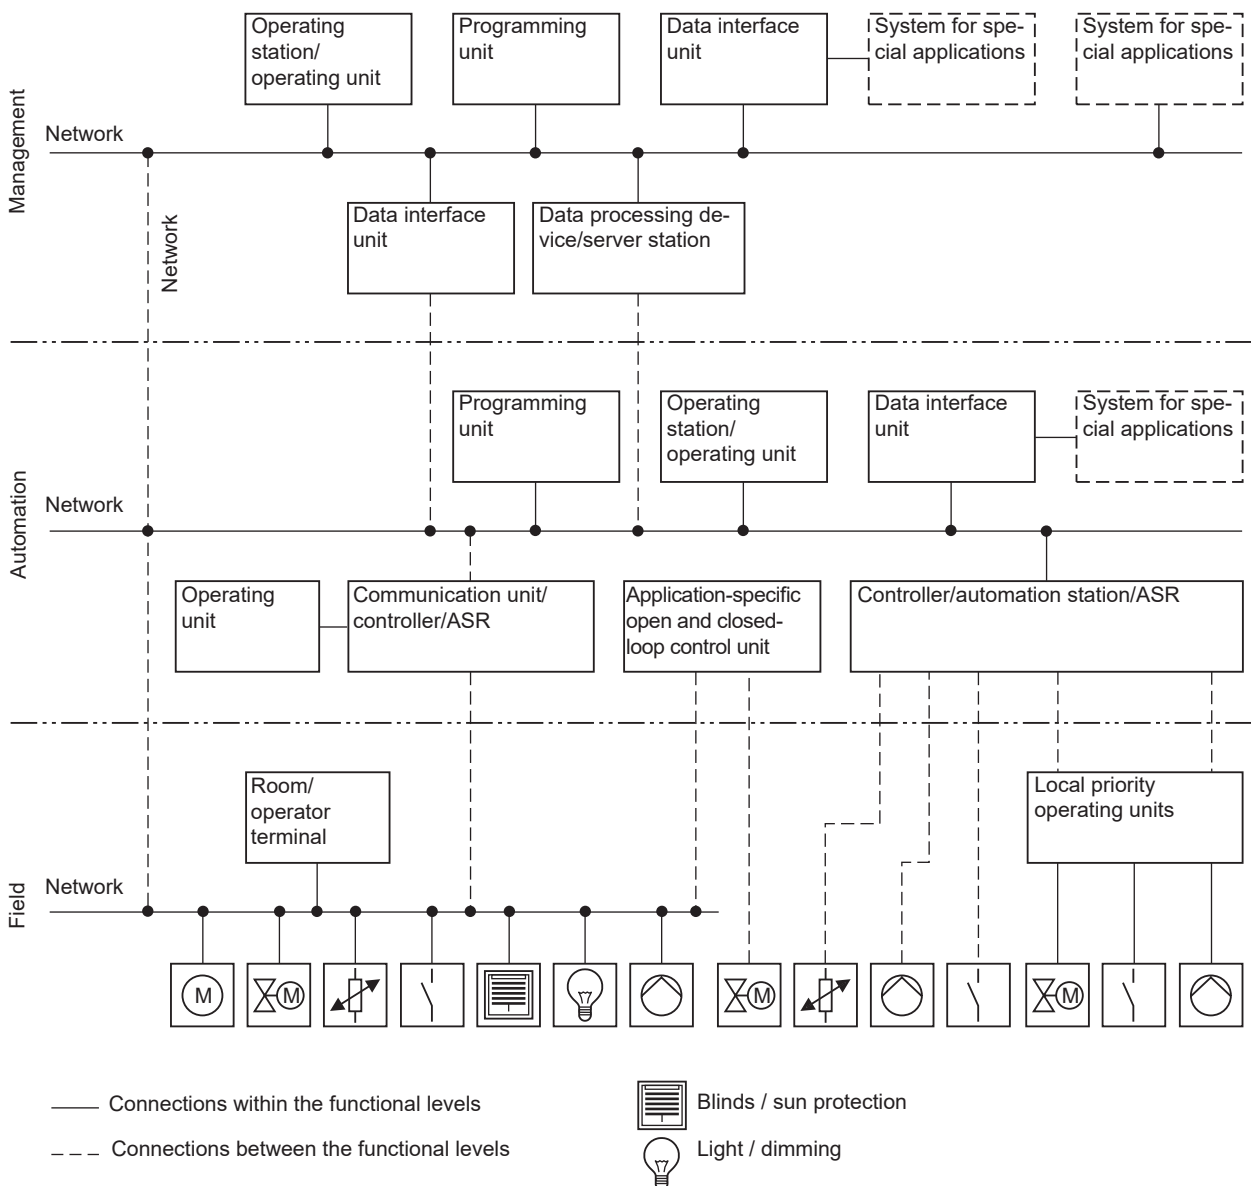 Operating
station/
operating unit
Programming
unit
Data interface
unit
System for spe-
cial applications
System for spe-
cial applications
Management
Network
Network
Data interface
unit
Data processing de-
vice/server station
Programming
unit
Operating
station/
operating unit
Data interface
unit
System for spe-
cial applications
Automation
Network
Operating
unit
Communication unit/
controller/ASR
Application-specific
open and closed-
loop control unit
Controller/automation station/ASR
Room/
operator
terminal
Local priority
operating units
Field
Network
M
M
M
M
Connections within the functional levels
Blinds / sun protection
Connections between the functional levels
Light / dimming